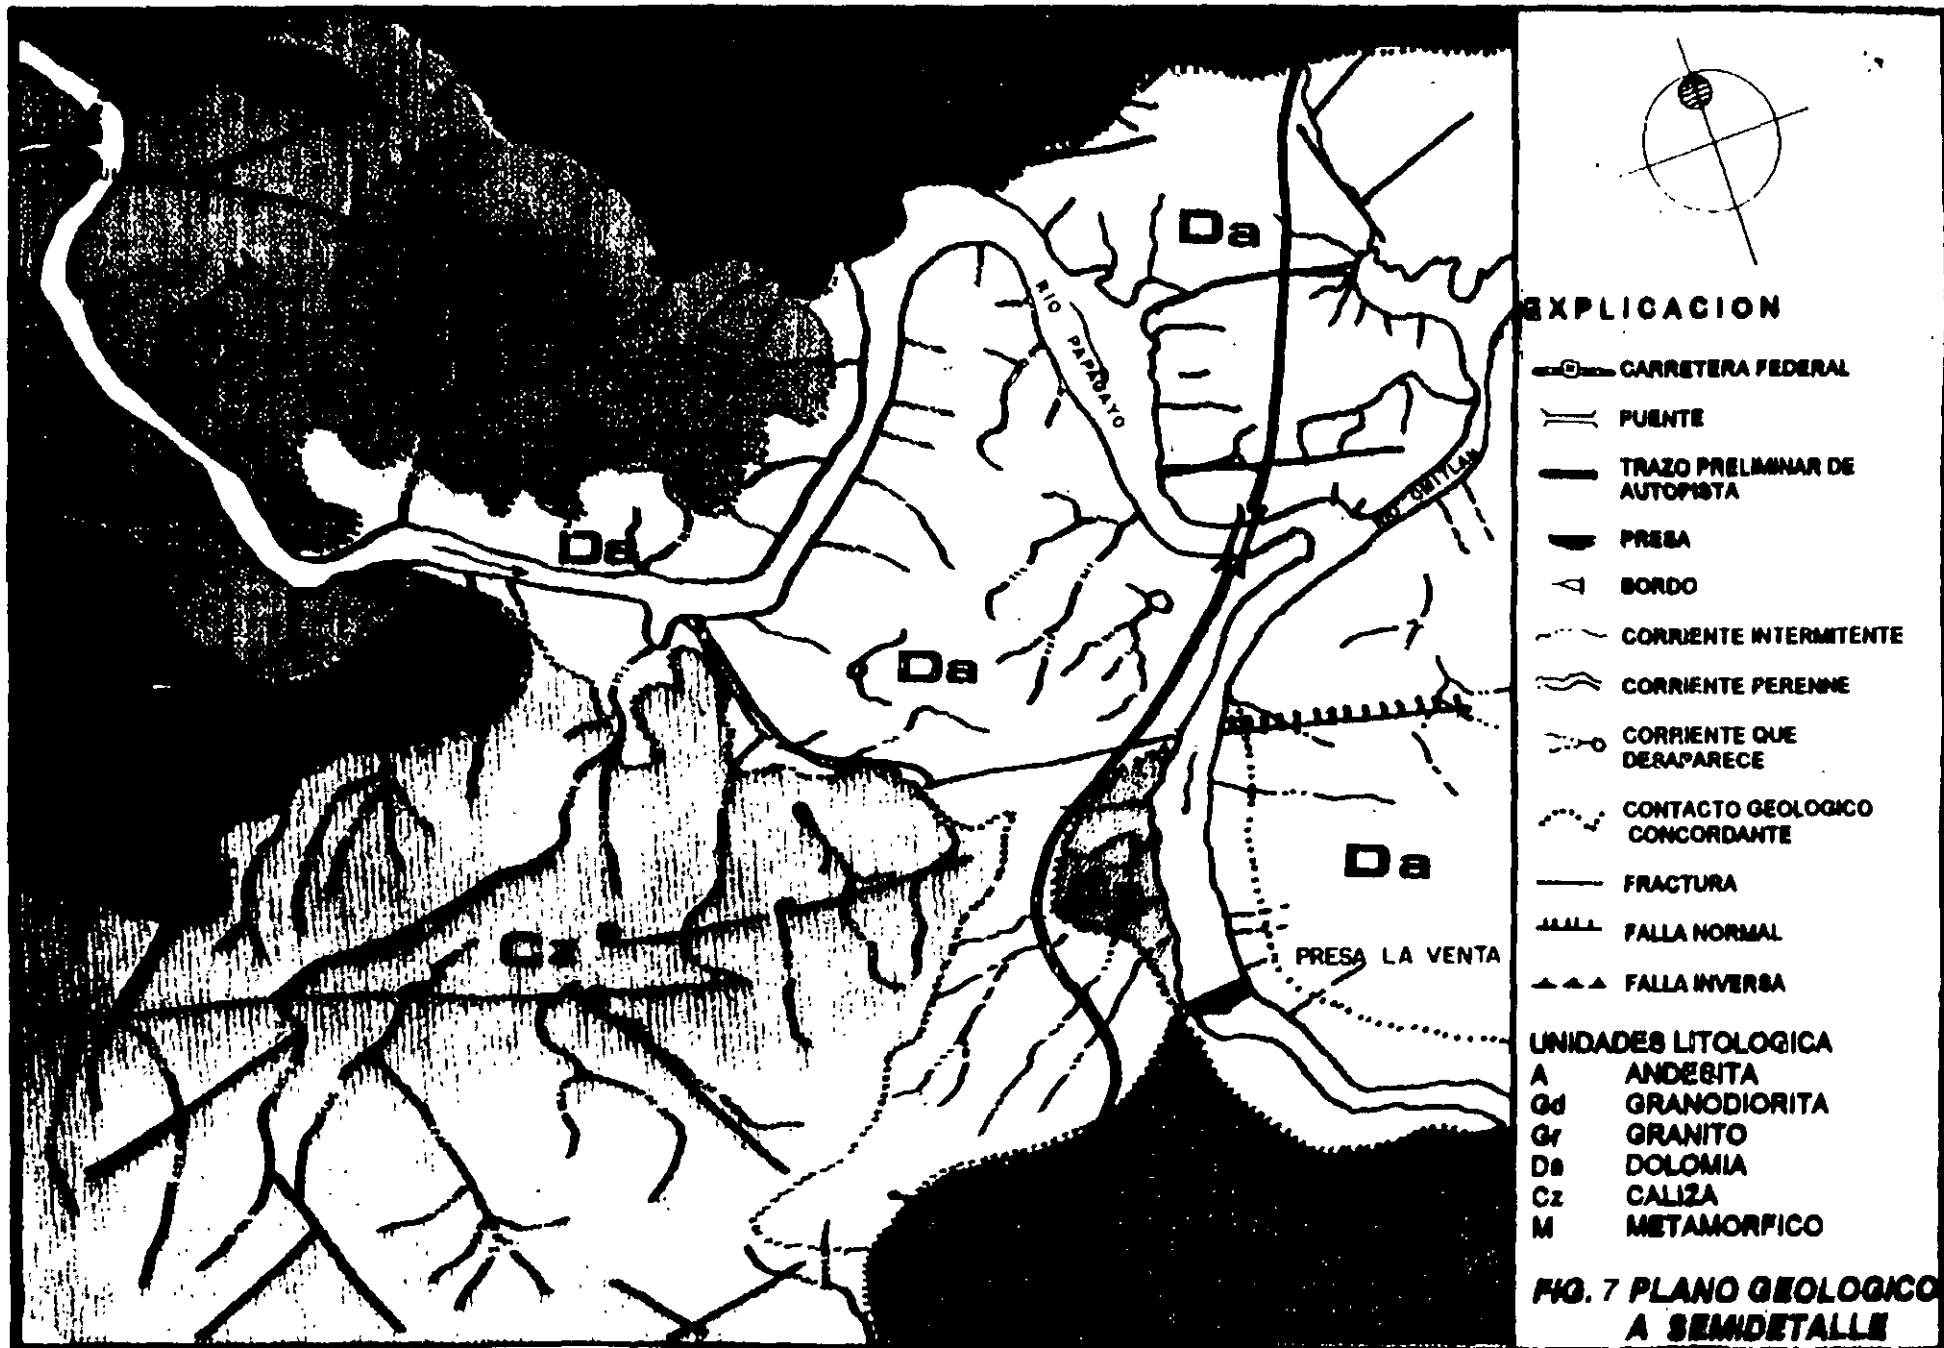 Da
RIO PAPAGAYO
RIO OMITLAN
Da
Da
Da
Cz
PRESA LA VENTA
EXPLICACION
CARRETERA FEDERAL
PUENTE
TRAZO PRELIMINAR DE
AUTOPISTA
PRESA
BORDO
CORRIENTE INTERMITENTE
CORRIENTE PERENNE
CORRIENTE QUE
DESAPARECE
CONTACTO GEOLOGICO
CONCORDANTE
FRACTURA
FALLA NORMAL
FALLA INVERSA
UNIDADES LITOLOGICA
A ANDESITA
Gd GRANODIORITA
Gr GRANITO
Da DOLOMIA
Cz CALIZA
M METAMORFICO
FIG. 7 PLANO GEOLOGICO
A SEMIDETALLE